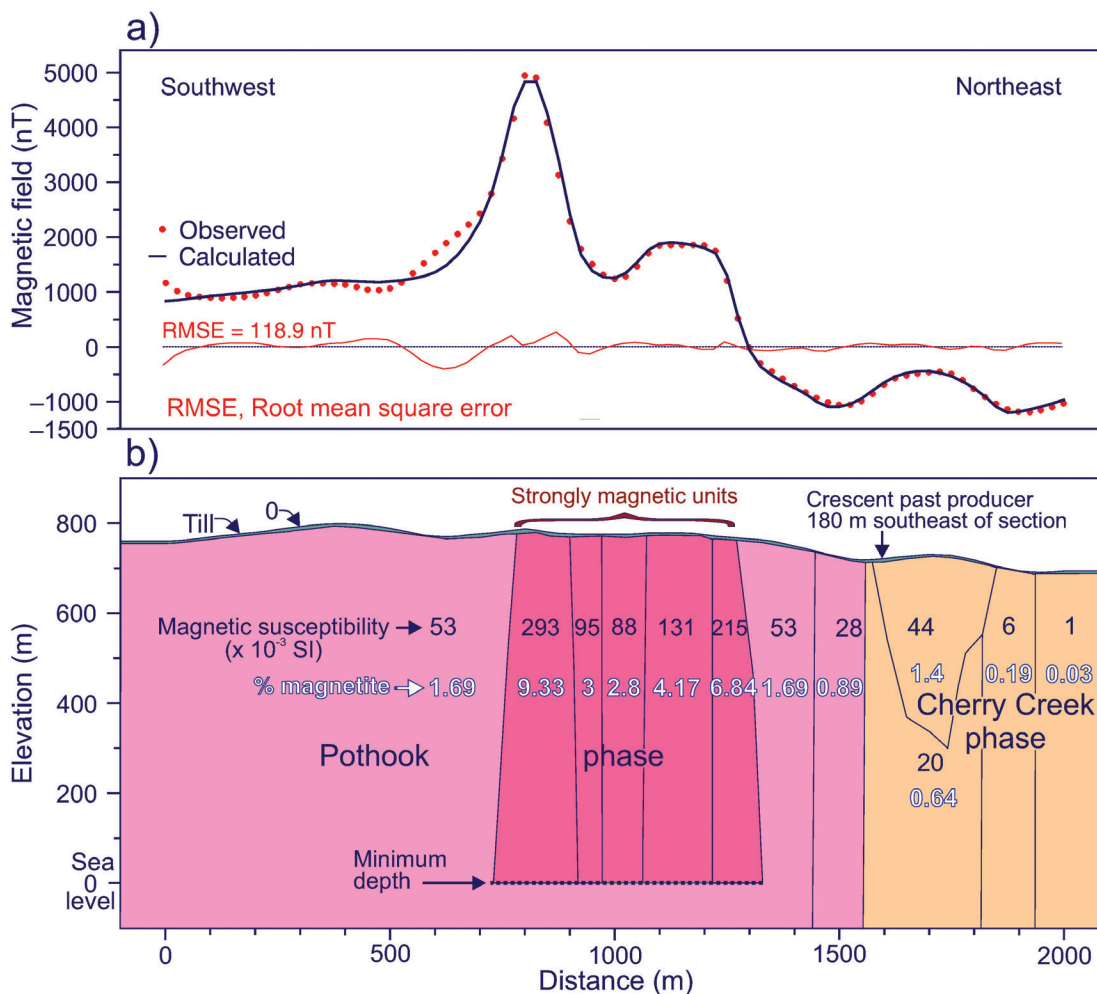 a)
5000
4000
3000
2000
1000
0
−1000
−1500
Magnetic field (nT)
Southwest
Northeast
Observed
Calculated
RMSE = 118.9 nT
RMSE, Root mean square error
b)
800
600
400
200
Sea
0
level
Elevation (m)
Till
0
Strongly magnetic units
Crescent past producer
180 m southeast of section
Magnetic susceptibility
(x 10⁻³ SI)
53 293 95 88 131 215 53 28 44 6 1
% magnetite
1.69 9.33 3 2.8 4.17 6.84 1.69 0.89 1.4 0.19 0.03
Pothook phase
Cherry Creek
phase
20
0.64
Minimum
depth
0 500 1000 1500 2000
Distance (m)